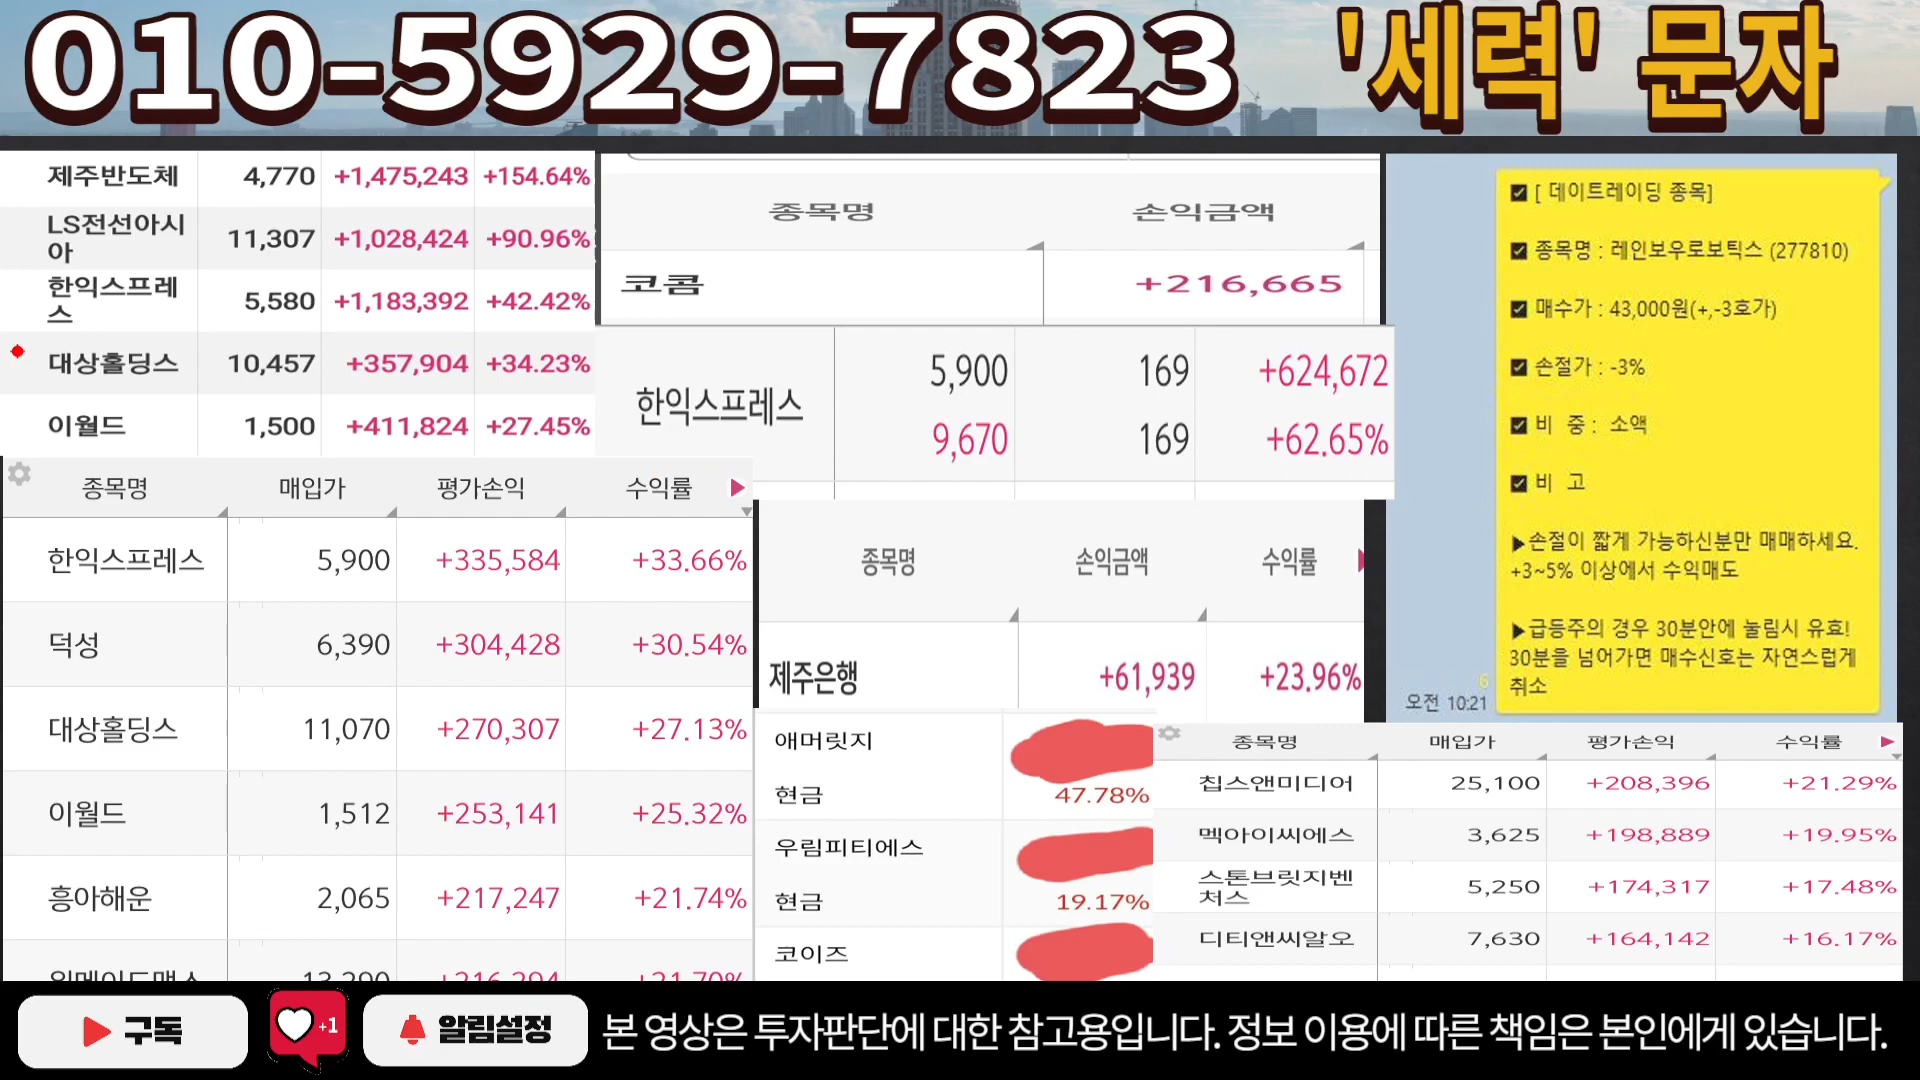 010-5929-7823 '세력' 문자
제주반도체 4,770 +1,475,243 +154.64%
LS전선아시아 11,307 +1,028,424 +90.96%
한익스프레스 5,580 +1,183,392 +42.42%
대상홀딩스 10,457 +357,904 +34.23%
이월드 1,500 +411,824 +27.45%
종목명 손익금액
코콤 +216,665
한익스프레스 5,900 169 +624,672
9,670 169 +62.65%
종목명 매입가 평가손익 수익률
한익스프레스 5,900 +335,584 +33.66%
덕성 6,390 +304,428 +30.54%
대상홀딩스 11,070 +270,307 +27.13%
이월드 1,512 +253,141 +25.32%
흥아해운 2,065 +217,247 +21.74%
종목명 손익금액 수익률
제주은행 +61,939 +23.96%
애머릿지
현금 47.78%
우림피티에스
현금 19.17%
코이즈
[ 데이트레이딩 종목]
종목명 : 레인보우로보틱스 (277810)
매수가 : 43,000원(+,-3호가)
손절가 : -3%
비 중 : 소액
비 고
▶손절이 짧게 가능하신분만 매매하세요.
+3~5% 이상에서 수익매도
▶급등주의 경우 30분안에 눌림시 유효!
30분을 넘어가면 매수신호는 자연스럽게
취소
6
오전 10:21
종목명 매입가 평가손익 수익률
칩스앤미디어 25,100 +208,396 +21.29%
멕아이씨에스 3,625 +198,889 +19.95%
스톤브릿지벤처스 5,250 +174,317 +17.48%
디티앤씨알오 7,630 +164,142 +16.17%
구독 +1 알림설정 본 영상은 투자판단에 대한 참고용입니다. 정보 이용에 따른 책임은 본인에게 있습니다.